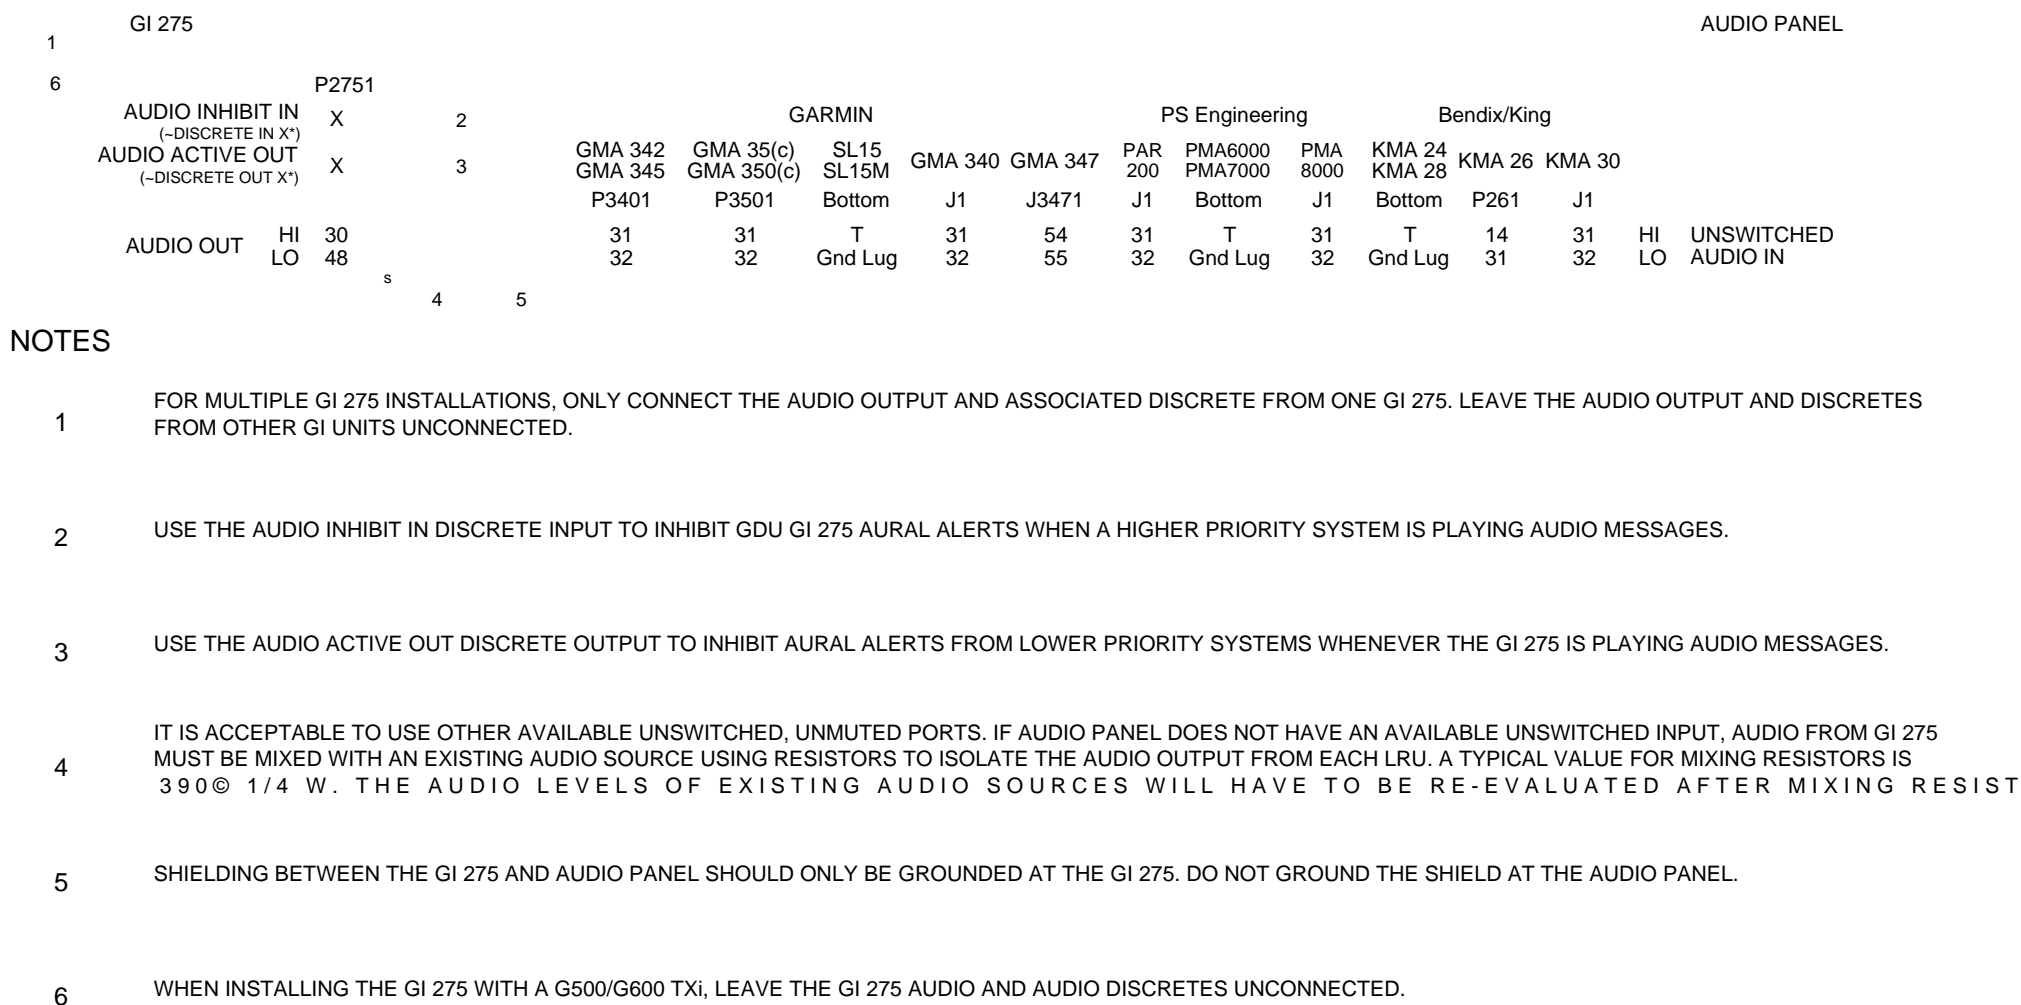 GI 275 AUDIO PANEL
1
6 P2751
AUDIO INHIBIT IN X 2 GARMIN PS Engineering Bendix/King
(~DISCRETE IN X*)
AUDIO ACTIVE OUT X 3
(~DISCRETE OUT X*)
GMA 342 GMA 35(c) SL15 GMA 340 GMA 347 PAR PMA6000 PMA KMA 24 KMA 26 KMA 30
GMA 345 GMA 350(c) SL15M 200 PMA7000 8000 KMA 28
P3401 P3501 Bottom J1 J3471 J1 Bottom J1 Bottom P261 J1
AUDIO OUT HI 30 31 31 T 31 54 31 T 31 T 14 31 HI UNSWITCHED
LO 48 32 32 Gnd Lug 32 55 32 Gnd Lug 32 Gnd Lug 31 32 LO AUDIO IN
s
4 5
NOTES
1 FOR MULTIPLE GI 275 INSTALLATIONS, ONLY CONNECT THE AUDIO OUTPUT AND ASSOCIATED DISCRETE FROM ONE GI 275. LEAVE THE AUDIO OUTPUT AND DISCRETES
FROM OTHER GI UNITS UNCONNECTED.
2 USE THE AUDIO INHIBIT IN DISCRETE INPUT TO INHIBIT GDU GI 275 AURAL ALERTS WHEN A HIGHER PRIORITY SYSTEM IS PLAYING AUDIO MESSAGES.
3 USE THE AUDIO ACTIVE OUT DISCRETE OUTPUT TO INHIBIT AURAL ALERTS FROM LOWER PRIORITY SYSTEMS WHENEVER THE GI 275 IS PLAYING AUDIO MESSAGES.
IT IS ACCEPTABLE TO USE OTHER AVAILABLE UNSWITCHED, UNMUTED PORTS. IF AUDIO PANEL DOES NOT HAVE AN AVAILABLE UNSWITCHED INPUT, AUDIO FROM GI 275
4 MUST BE MIXED WITH AN EXISTING AUDIO SOURCE USING RESISTORS TO ISOLATE THE AUDIO OUTPUT FROM EACH LRU. A TYPICAL VALUE FOR MIXING RESISTORS IS
390© 1/4 W. THE AUDIO LEVELS OF EXISTING AUDIO SOURCES WILL HAVE TO BE RE-EVALUATED AFTER MIXING RESIST
5 SHIELDING BETWEEN THE GI 275 AND AUDIO PANEL SHOULD ONLY BE GROUNDED AT THE GI 275. DO NOT GROUND THE SHIELD AT THE AUDIO PANEL.
6 WHEN INSTALLING THE GI 275 WITH A G500/G600 TXi, LEAVE THE GI 275 AUDIO AND AUDIO DISCRETES UNCONNECTED.